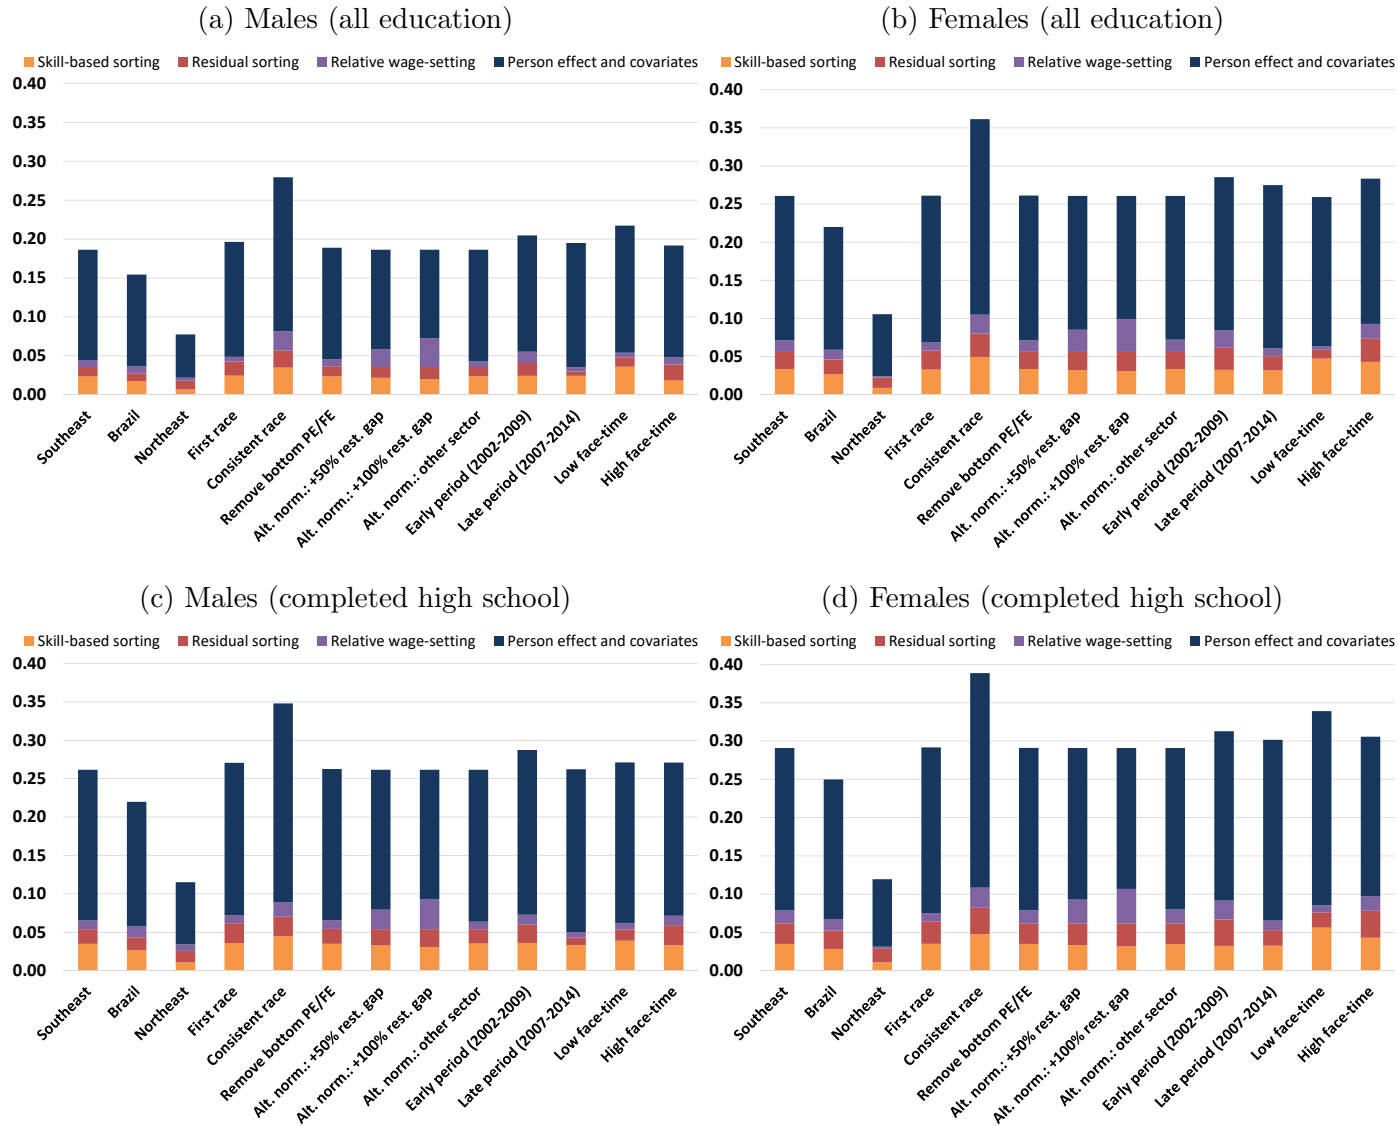 (a) Males (all education)
Skill-based sorting Residual sorting Relative wage-setting Person effect and covariates
0.40
0.35
0.30
0.25
0.20
0.15
0.10
0.05
0.00
Southeast
Brazil
Northeast
First race
Consistent race
Remove bottom PE/FE
Alt. norm.: +50% rest. gap
Alt. norm.: +100% rest. gap
Alt. norm.: other sector
Early period (2002-2009)
Late period (2007-2014)
Low face-time
High face-time
(b) Females (all education)
Skill-based sorting Residual sorting Relative wage-setting Person effect and covariates
0.40
0.35
0.30
0.25
0.20
0.15
0.10
0.05
0.00
Southeast
Brazil
Northeast
First race
Consistent race
Remove bottom PE/FE
Alt. norm.: +50% rest. gap
Alt. norm.: +100% rest. gap
Alt. norm.: other sector
Early period (2002-2009)
Late period (2007-2014)
Low face-time
High face-time
(c) Males (completed high school)
Skill-based sorting Residual sorting Relative wage-setting Person effect and covariates
0.40
0.35
0.30
0.25
0.20
0.15
0.10
0.05
0.00
Southeast
Brazil
Northeast
First race
Consistent race
Remove bottom PE/FE
Alt. norm.: +50% rest. gap
Alt. norm.: +100% rest. gap
Alt. norm.: other sector
Early period (2002-2009)
Late period (2007-2014)
Low face-time
High face-time
(d) Females (completed high school)
Skill-based sorting Residual sorting Relative wage-setting Person effect and covariates
0.40
0.35
0.30
0.25
0.20
0.15
0.10
0.05
0.00
Southeast
Brazil
Northeast
First race
Consistent race
Remove bottom PE/FE
Alt. norm.: +50% rest. gap
Alt. norm.: +100% rest. gap
Alt. norm.: other sector
Early period (2002-2009)
Late period (2007-2014)
Low face-time
High face-time